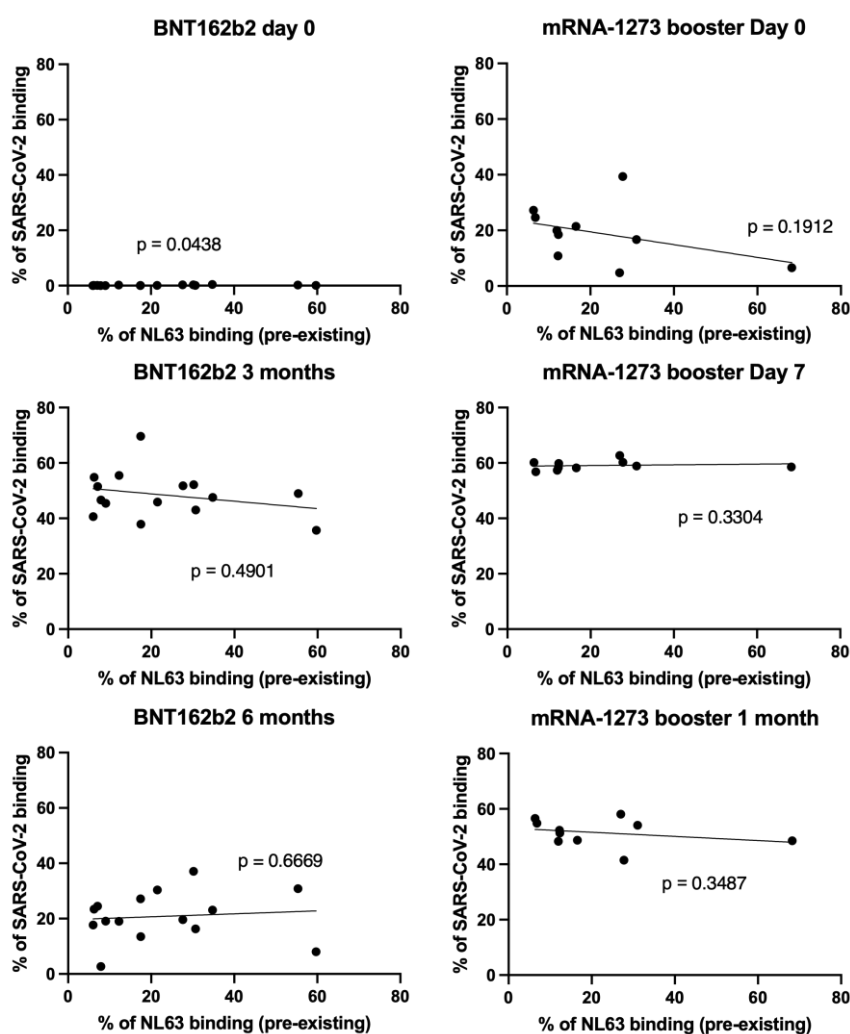 BNT162b2 day 0
% of SARS-CoV-2 binding
80
60
40
20
0
p = 0.0438
0 20 40 60 80
% of NL63 binding (pre-existing)
mRNA-1273 booster Day 0
% of SARS-CoV-2 binding
80
60
40
20
0
p = 0.1912
0 20 40 60 80
% of NL63 binding (pre-existing)
BNT162b2 3 months
% of SARS-CoV-2 binding
80
60
40
20
0
p = 0.4901
0 20 40 60 80
% of NL63 binding (pre-existing)
mRNA-1273 booster Day 7
% of SARS-CoV-2 binding
80
60
40
20
0
p = 0.3304
0 20 40 60 80
% of NL63 binding (pre-existing)
BNT162b2 6 months
% of SARS-CoV-2 binding
80
60
40
20
0
p = 0.6669
0 20 40 60 80
% of NL63 binding (pre-existing)
mRNA-1273 booster 1 month
% of SARS-CoV-2 binding
80
60
40
20
0
p = 0.3487
0 20 40 60 80
% of NL63 binding (pre-existing)